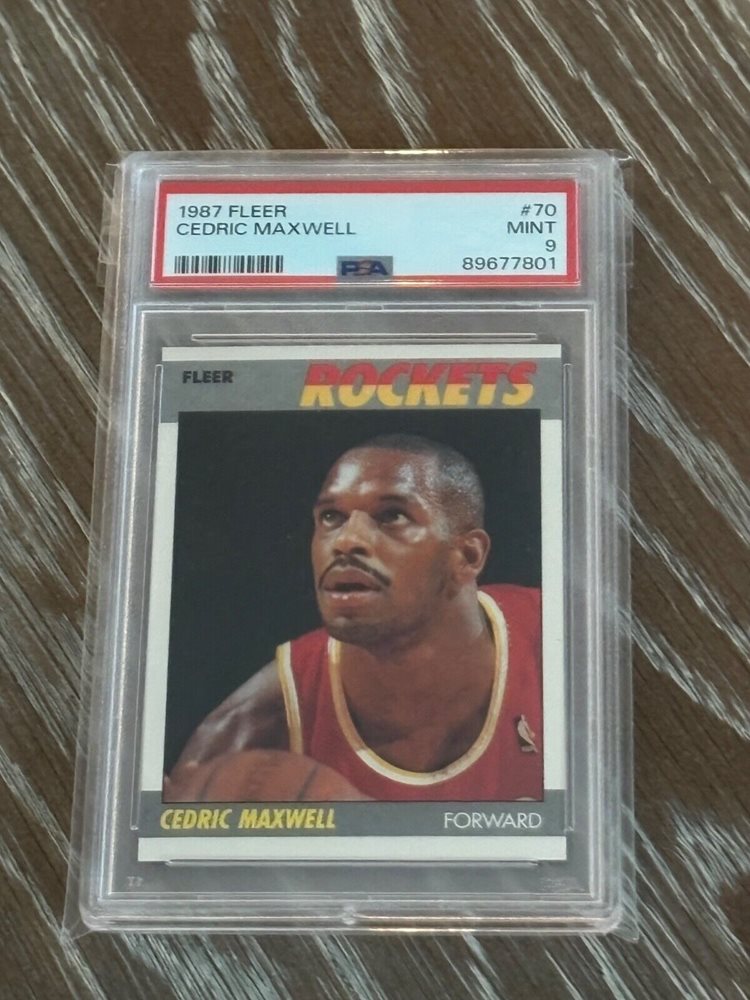 1987 FLEER #70
CEDRIC MAXWELL MINT
9
PSA 89677801
FLEER ROCKETS
CEDRIC MAXWELL FORWARD